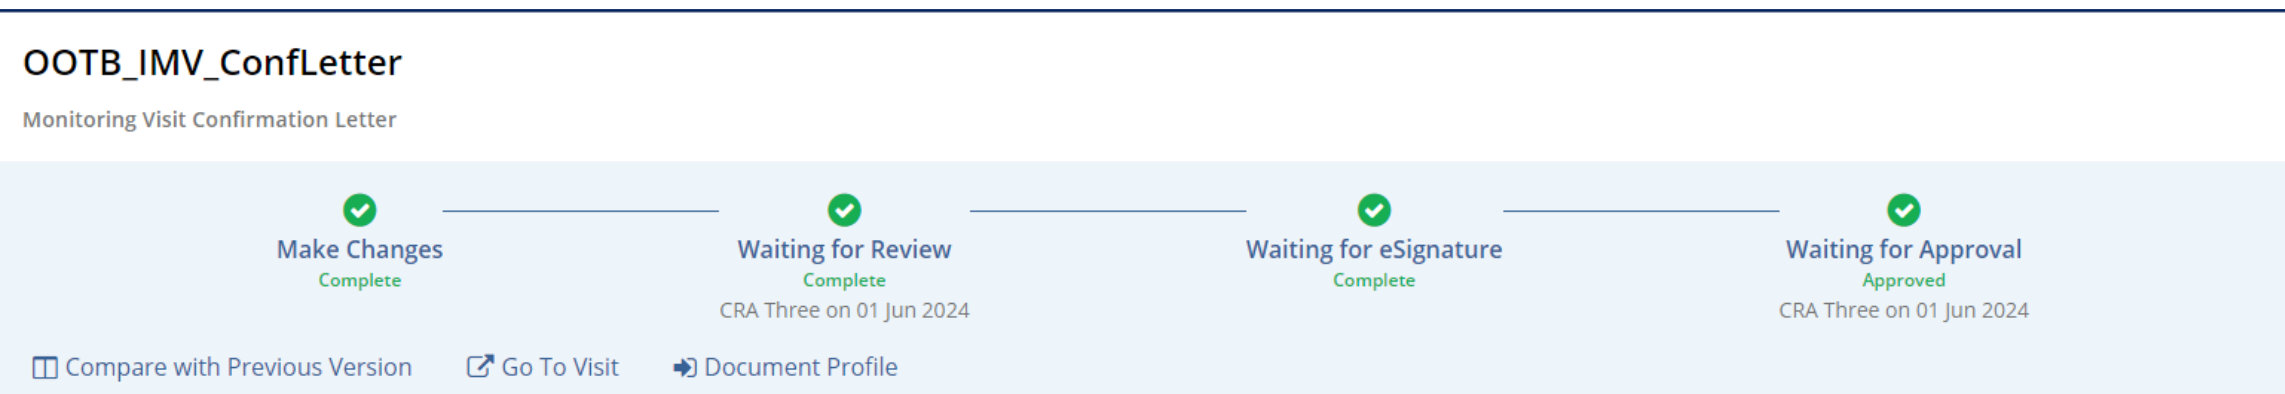 OOTB_IMV_ConfLetter
Monitoring Visit Confirmation Letter
Make Changes
Complete
Waiting for Review
Complete
CRA Three on 01 Jun 2024
Waiting for eSignature
Complete
Waiting for Approval
Approved
CRA Three on 01 Jun 2024
Compare with Previous Version
Go To Visit
Document Profile